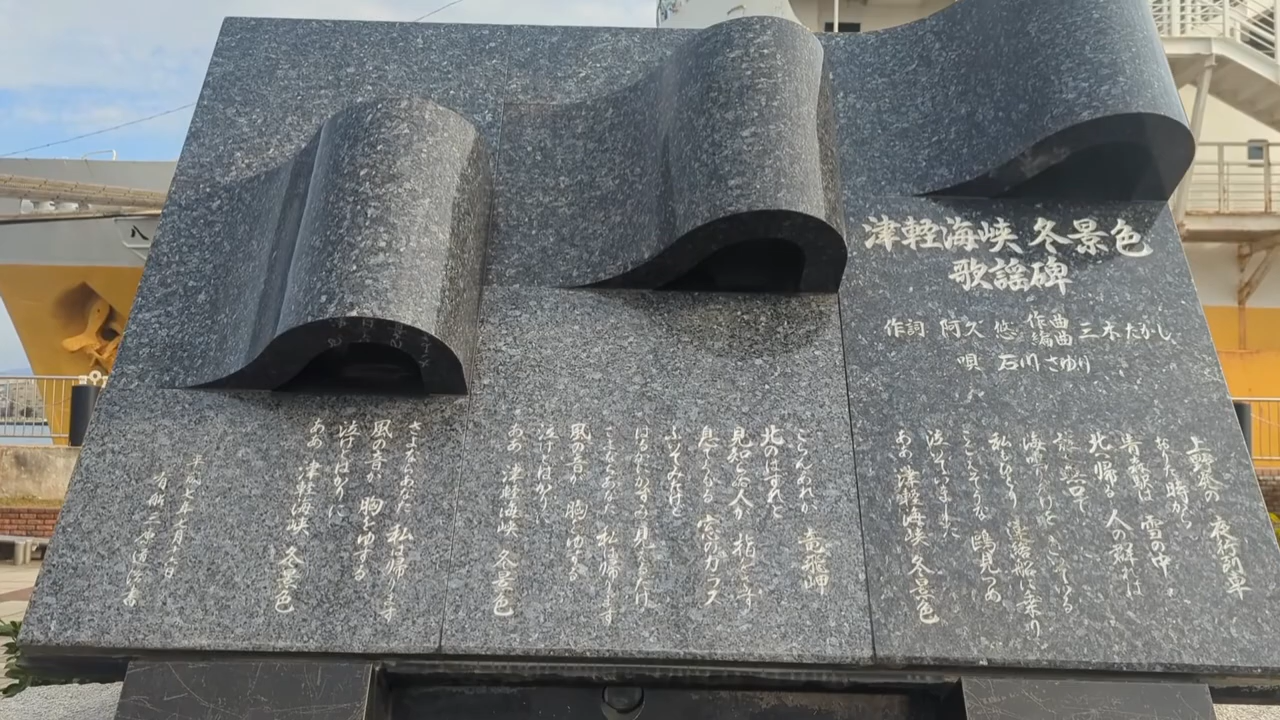 津軽海峡 冬景色
歌謡碑
作詞 阿久 悠 作曲 編曲 三木たかし
唄 石川さゆり
上野発の 夜行列車
おりた時から
青森駅は 雪の中
北へ帰る 人の群れは
誰も無口で
海鳴りだけを きいている
私もひとり 連絡船に乗り
こごえそうな 鴎見つめ
泣いていました
ああ 津軽海峡 冬景色
ごらんあれが 竜飛岬
北のはずれと
見知らぬ人が 指をさす
息でくもる 窓のガラス
ふいてみたけど
はるかにかすみ 見えるだけ
さよならあなた 私は帰ります
風の音が 胸をゆする
泣けとばかりに
ああ 津軽海峡 冬景色
さよならあなた 私は帰ります
風の音が 胸をゆする
泣けとばかりに
ああ 津軽海峡 冬景色
八